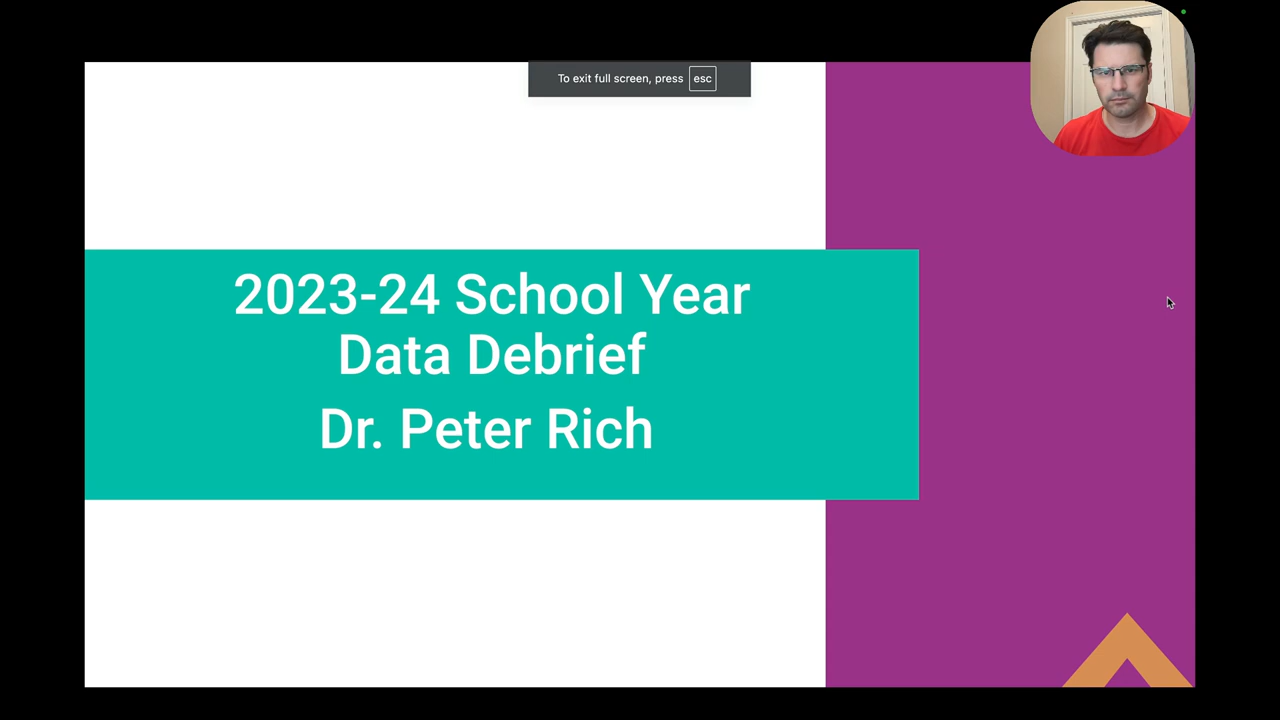 To exit full screen, press esc
2023-24 School Year
Data Debrief
Dr. Peter Rich